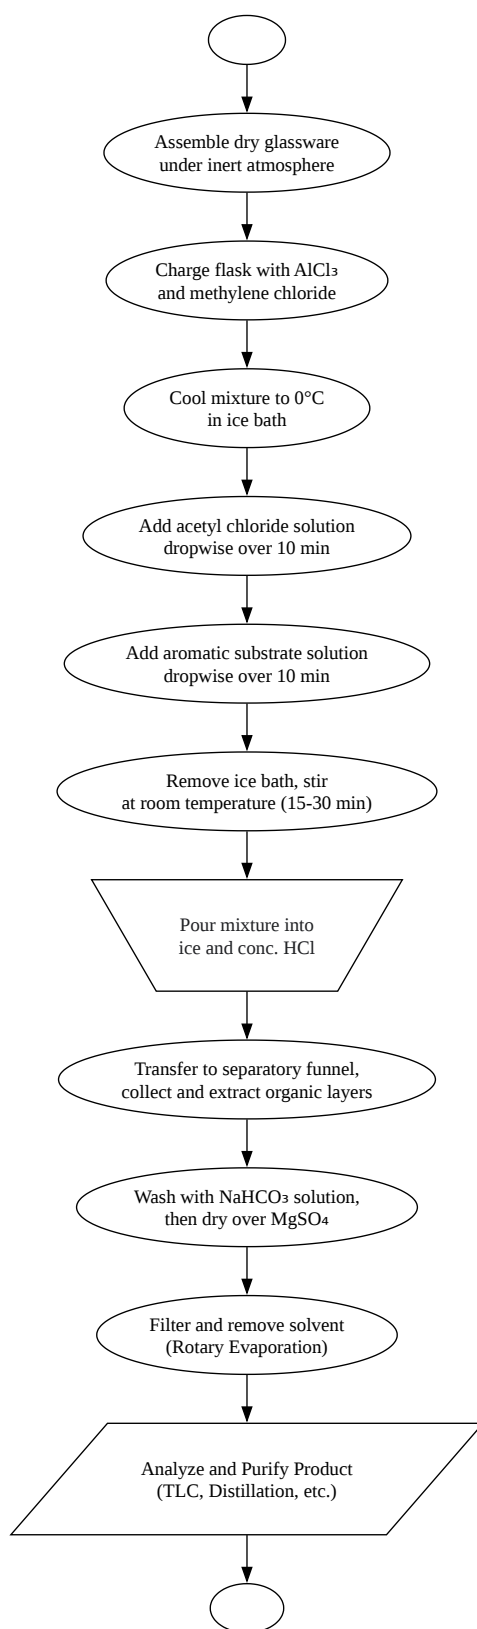 Assemble dry glassware
under inert atmosphere
Charge flask with AlCl₃
and methylene chloride
Cool mixture to 0°C
in ice bath
Add acetyl chloride solution
dropwise over 10 min
Add aromatic substrate solution
dropwise over 10 min
Remove ice bath, stir
at room temperature (15-30 min)
Pour mixture into
ice and conc. HCl
Transfer to separatory funnel,
collect and extract organic layers
Wash with NaHCO₃ solution,
then dry over MgSO₄
Filter and remove solvent
(Rotary Evaporation)
Analyze and Purify Product
(TLC, Distillation, etc.)